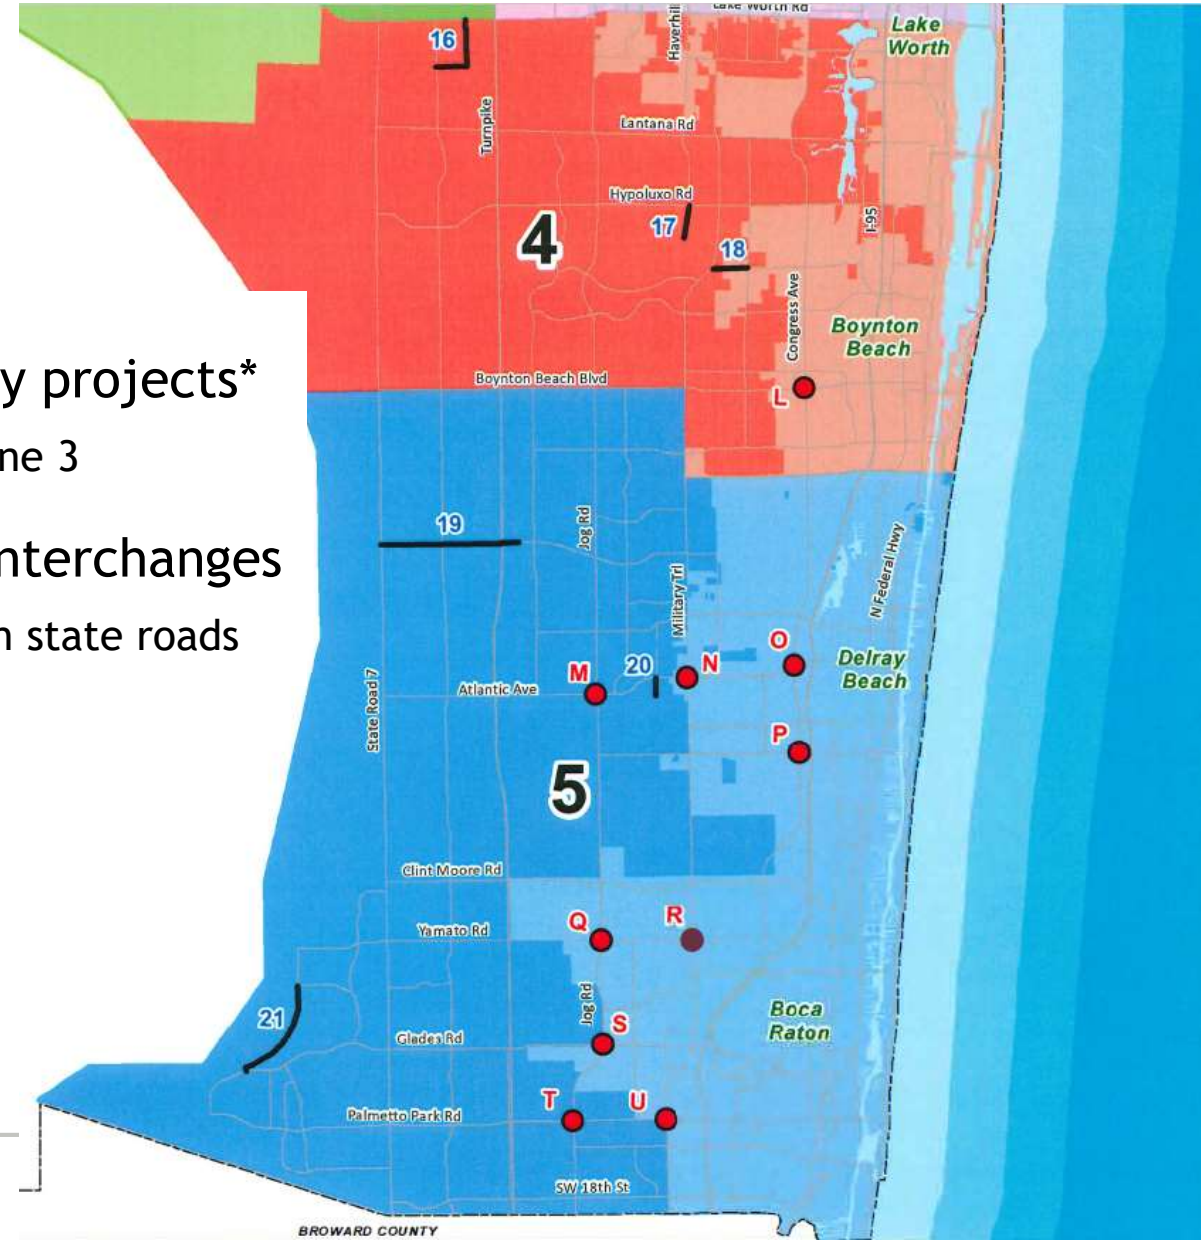 Lake Worth Rd
Haverhill
Lake
Worth
16
Turnpike
Lantana Rd
Hypoluxo Rd
17
18
I-95
4
Congress Ave
Boynton
Beach
y projects*
Boynton Beach Blvd
L
ne 3
19
Jog Rd
nterchanges
N Federal Hwy
Military Trl
n state roads
O
M
20
N
Delray
Beach
State Road 7
Atlantic Ave
P
5
Clint Moore Rd
Q
R
Yamato Rd
Jog Rd
21
S
Boca
Raton
Glades Rd
T
U
Palmetto Park Rd
SW 18th St
BROWARD COUNTY